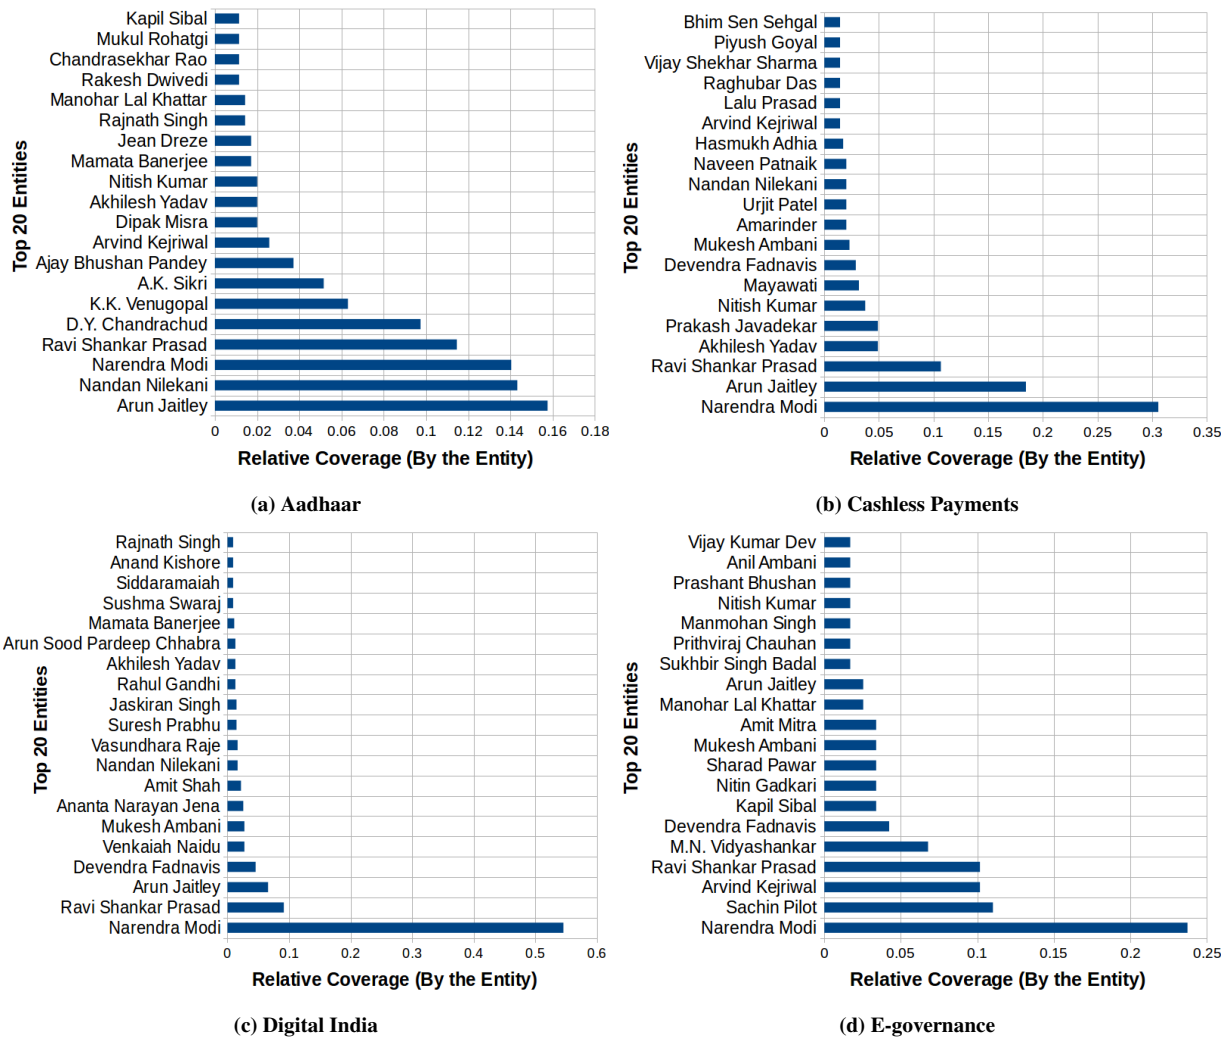 Top 20 Entities
Kapil Sibal
Mukul Rohatgi
Chandrasekhar Rao
Rakesh Dwivedi
Manohar Lal Khattar
Rajnath Singh
Jean Dreze
Mamata Banerjee
Nitish Kumar
Akhilesh Yadav
Dipak Misra
Arvind Kejriwal
Ajay Bhushan Pandey
A.K. Sikri
K.K. Venugopal
D.Y. Chandrachud
Ravi Shankar Prasad
Narendra Modi
Nandan Nilekani
Arun Jaitley
0 0.02 0.04 0.06 0.08 0.1 0.12 0.14 0.16 0.18
Relative Coverage (By the Entity)
(a) Aadhaar
Top 20 Entities
Bhim Sen Sehgal
Piyush Goyal
Vijay Shekhar Sharma
Raghubar Das
Lalu Prasad
Arvind Kejriwal
Hasmukh Adhia
Naveen Patnaik
Nandan Nilekani
Urjit Patel
Amarinder
Mukesh Ambani
Devendra Fadnavis
Mayawati
Nitish Kumar
Prakash Javadekar
Akhilesh Yadav
Ravi Shankar Prasad
Arun Jaitley
Narendra Modi
0 0.05 0.1 0.15 0.2 0.25 0.3 0.35
Relative Coverage (By the Entity)
(b) Cashless Payments
Top 20 Entities
Rajnath Singh
Anand Kishore
Siddaramaiah
Sushma Swaraj
Mamata Banerjee
Arun Sood Pardeep Chhabra
Akhilesh Yadav
Rahul Gandhi
Jaskiran Singh
Suresh Prabhu
Vasundhara Raje
Nandan Nilekani
Amit Shah
Ananta Narayan Jena
Mukesh Ambani
Venkaiah Naidu
Devendra Fadnavis
Arun Jaitley
Ravi Shankar Prasad
Narendra Modi
0 0.1 0.2 0.3 0.4 0.5 0.6
Relative Coverage (By the Entity)
(c) Digital India
Top 20 Entities
Vijay Kumar Dev
Anil Ambani
Prashant Bhushan
Nitish Kumar
Manmohan Singh
Prithviraj Chauhan
Sukhbir Singh Badal
Arun Jaitley
Manohar Lal Khattar
Amit Mitra
Mukesh Ambani
Sharad Pawar
Nitin Gadkari
Kapil Sibal
Devendra Fadnavis
M.N. Vidyashankar
Ravi Shankar Prasad
Arvind Kejriwal
Sachin Pilot
Narendra Modi
0 0.05 0.1 0.15 0.2 0.25
Relative Coverage (By the Entity)
(d) E-governance